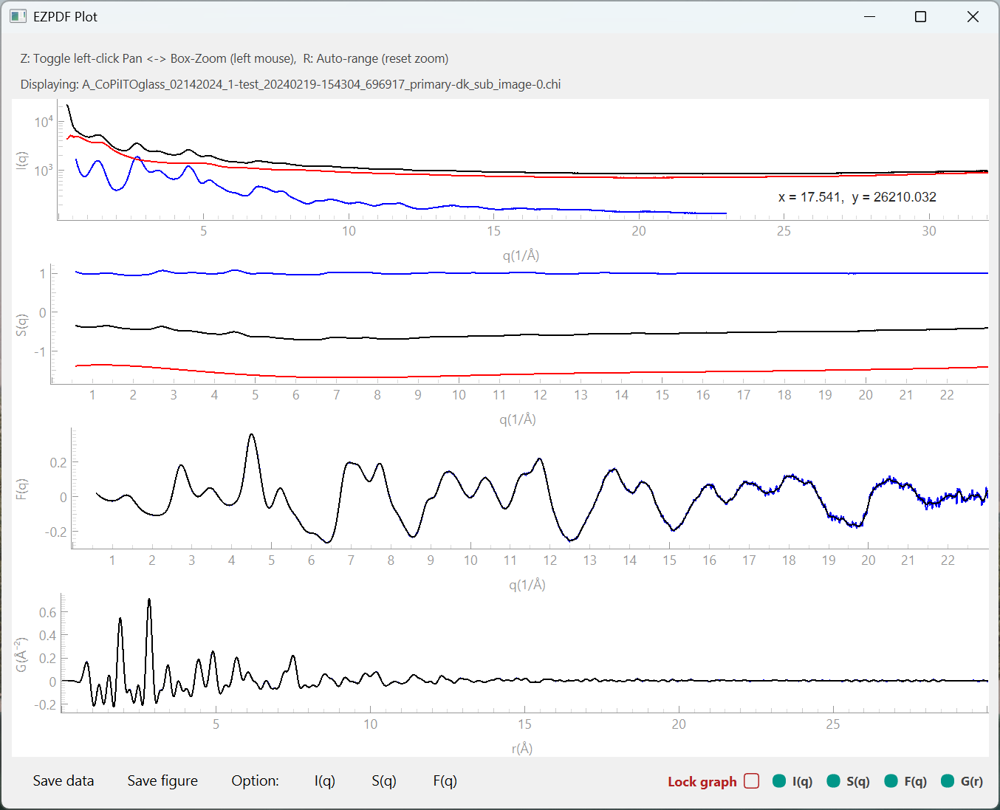 EZPDF Plot
Z: Toggle left-click Pan <-> Box-Zoom (left mouse),  R: Auto-range (reset zoom)
Displaying: A_CoPiITOglass_02142024_1-test_20240219-154304_696917_primary-dk_sub_image-0.chi
10⁴
10³
I(q)
x = 17.541,  y = 26210.032
5 10 15 20 25 30
q(1/Å)
1
0
-1
S(q)
1 2 3 4 5 6 7 8 9 10 11 12 13 14 15 16 17 18 19 20 21 22
q(1/Å)
0.2
0
-0.2
F(q)
1 2 3 4 5 6 7 8 9 10 11 12 13 14 15 16 17 18 19 20 21 22
q(1/Å)
0.6
0.4
0.2
0
-0.2
G(Å⁻²)
5 10 15 20 25
r(Å)
Save data Save figure Option: I(q) S(q) F(q) Lock graph I(q) S(q) F(q) G(r)